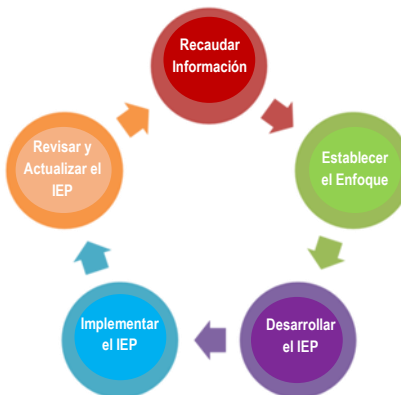 Recaudar
Información
Establecer
el Enfoque
Desarrollar
el IEP
Implementar
el IEP
Revisar y
Actualizar el
IEP